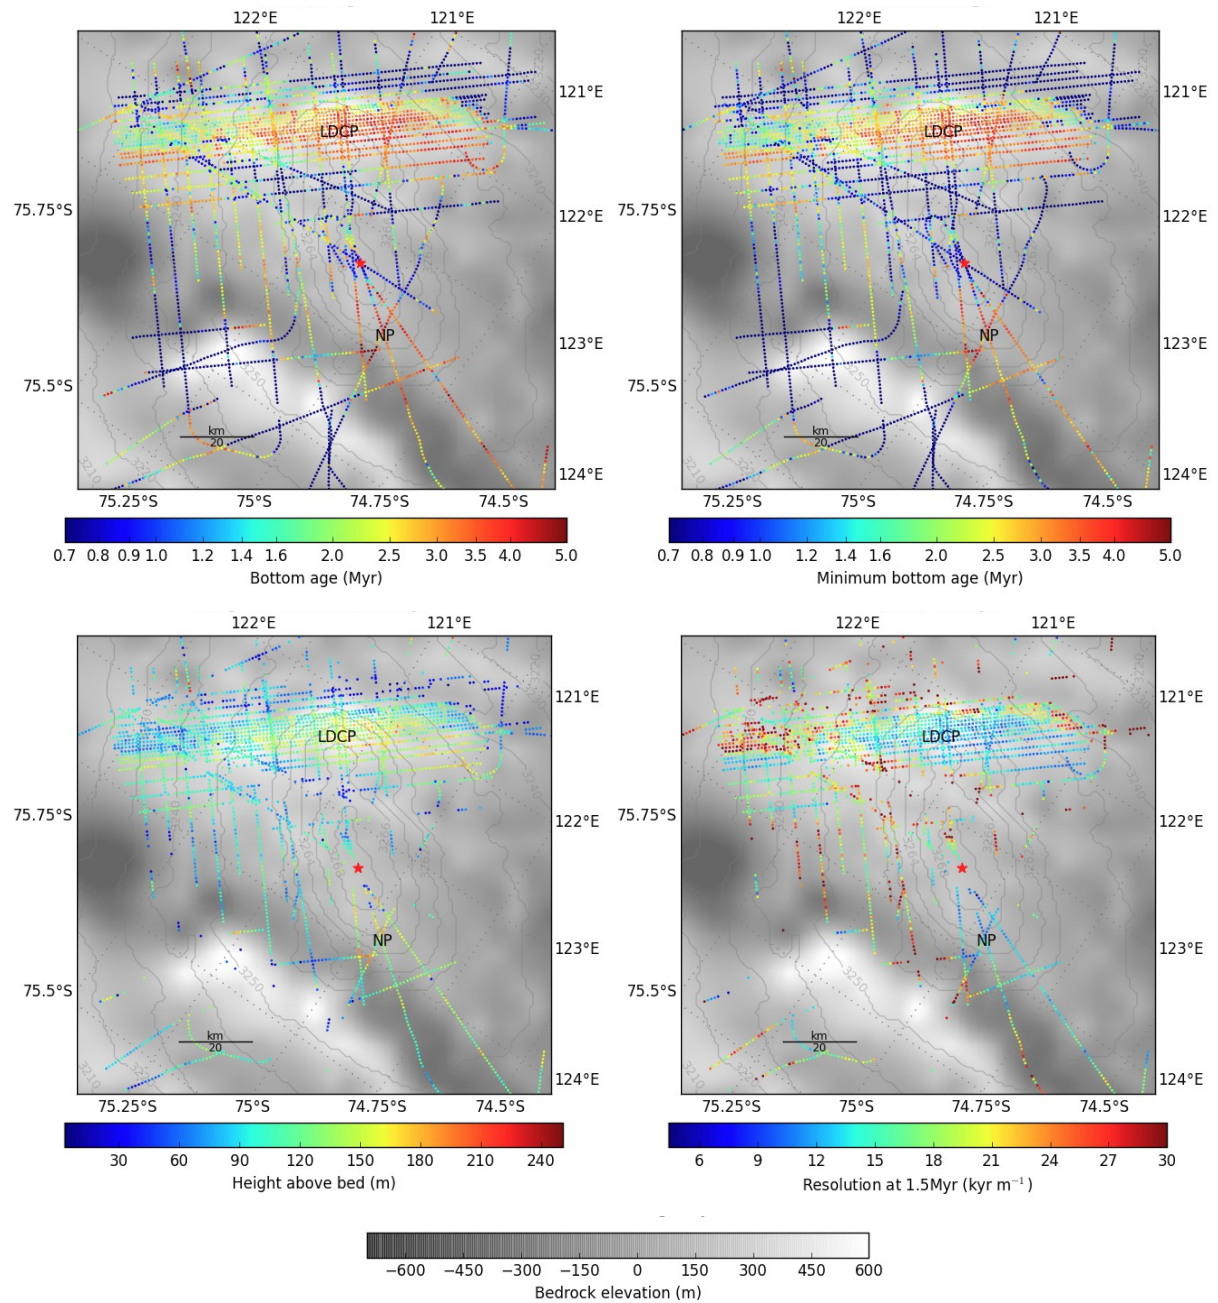 122°E 121°E 122°E 121°E
121°E 121°E
LDCP LDCP
75.75°S 122°E 75.75°S 122°E
NP NP
123°E 123°E
75.5°S 75.5°S
3250 3250
km km
20 20
3210 3210
124°E 124°E
75.25°S 75°S 74.75°S 74.5°S 75.25°S 75°S 74.75°S 74.5°S
0.7 0.8 0.9 1.0 1.2 1.4 1.6 2.0 2.5 3.0 3.5 4.0 5.0 0.7 0.8 0.9 1.0 1.2 1.4 1.6 2.0 2.5 3.0 3.5 4.0 5.0
Bottom age (Myr) Minimum bottom age (Myr)
122°E 121°E 122°E 121°E
121°E 121°E
LDCP LDCP
75.75°S 122°E 75.75°S 122°E
NP NP
123°E 123°E
75.5°S 75.5°S
3250 3250
km km
20 20
3210 3210
124°E 124°E
75.25°S 75°S 74.75°S 74.5°S 75.25°S 75°S 74.75°S 74.5°S
30 60 90 120 150 180 210 240 6 9 12 15 18 21 24 27 30
Height above bed (m) Resolution at 1.5Myr (kyr m⁻¹)
−600 −450 −300 −150 0 150 300 450 600
Bedrock elevation (m)